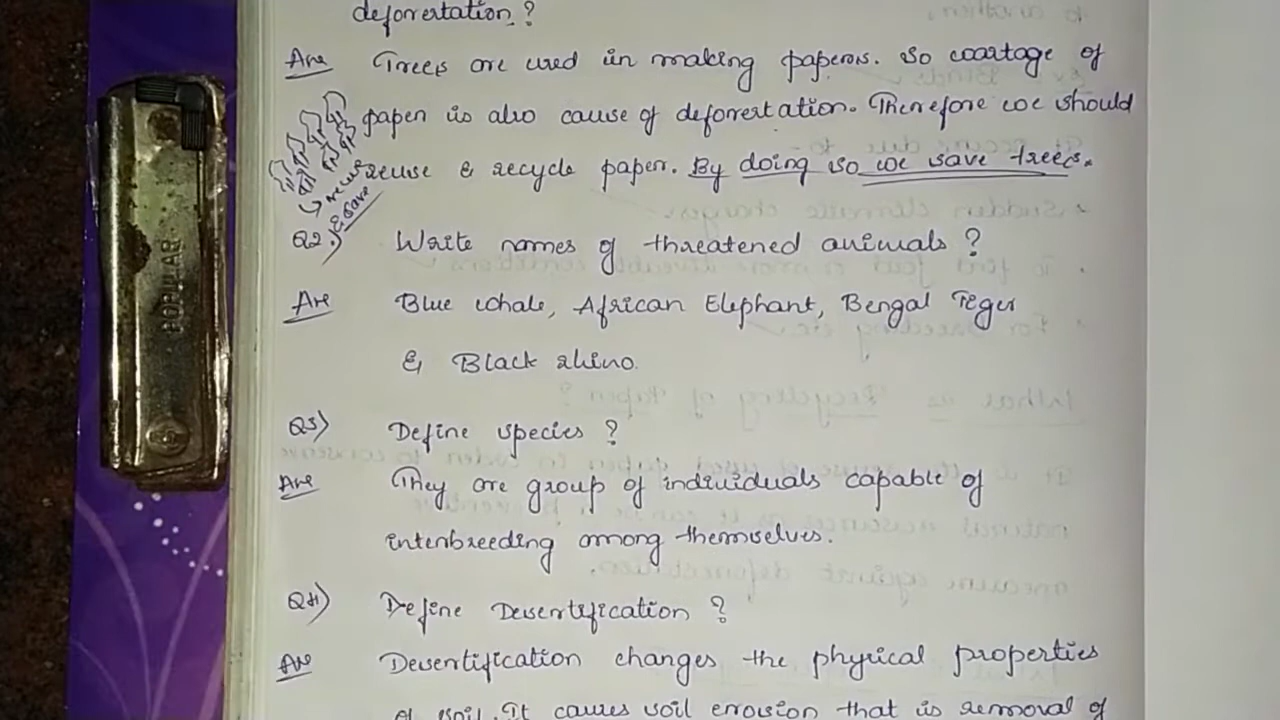 deforestation ?
Ans Trees are used in making papers. So wastage of
paper is also cause of deforestation. Therefore we should
reuse & recycle paper. By doing so we save trees.
→ reuse
& save
Q2.) Write names of threatened animals ?
Ans Blue whale, African Elephant, Bengal Teger
& Black rhino.
Q3) Define species ?
Ans They are group of individuals capable of
interbreeding among themselves.
Q4) Define Desertification ?
Ans Desertification changes the physical properties
of soil. It causes soil erosion that is removal of
POPULAR